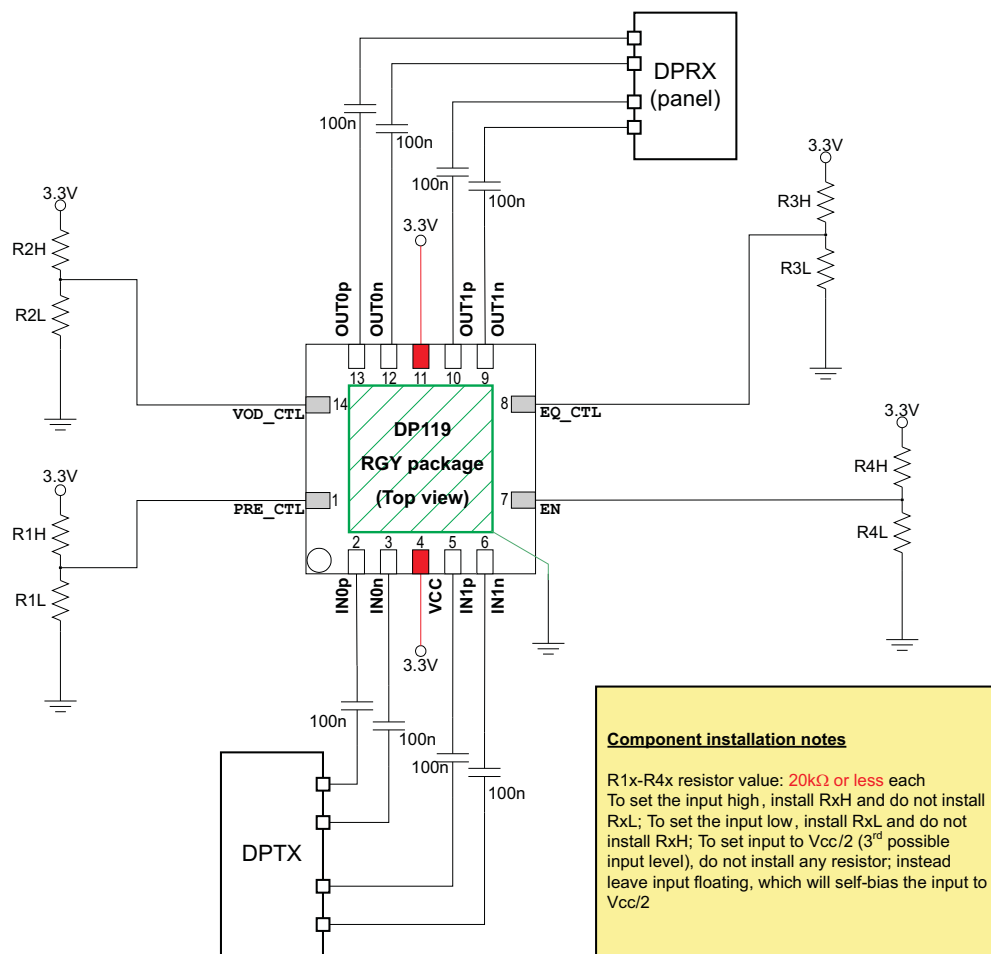 DPRX
(panel)
100n
100n
100n
100n
3.3V
R3H
R3L
3.3V
R2H
R2L
3.3V
OUT0p
OUT0n
OUT1p
OUT1n
13
12
11
10
9
14
VOD_CTL
8
EQ_CTL
DP119
RGY package
(Top view)
3.3V
R4H
R4L
3.3V
R1H
R1L
1
PRE_CTL
7
EN
2
3
4
5
6
IN0p
IN0n
VCC
IN1p
IN1n
3.3V
100n
100n
100n
100n
DPTX
Component installation notes
R1x-R4x resistor value: 20kΩ or less each
To set the input high, install RxH and do not install
RxL; To set the input low, install RxL and do not
install RxH; To set input to Vcc/2 (3rd possible
input level), do not install any resistor; instead
leave input floating, which will self-bias the input to
Vcc/2